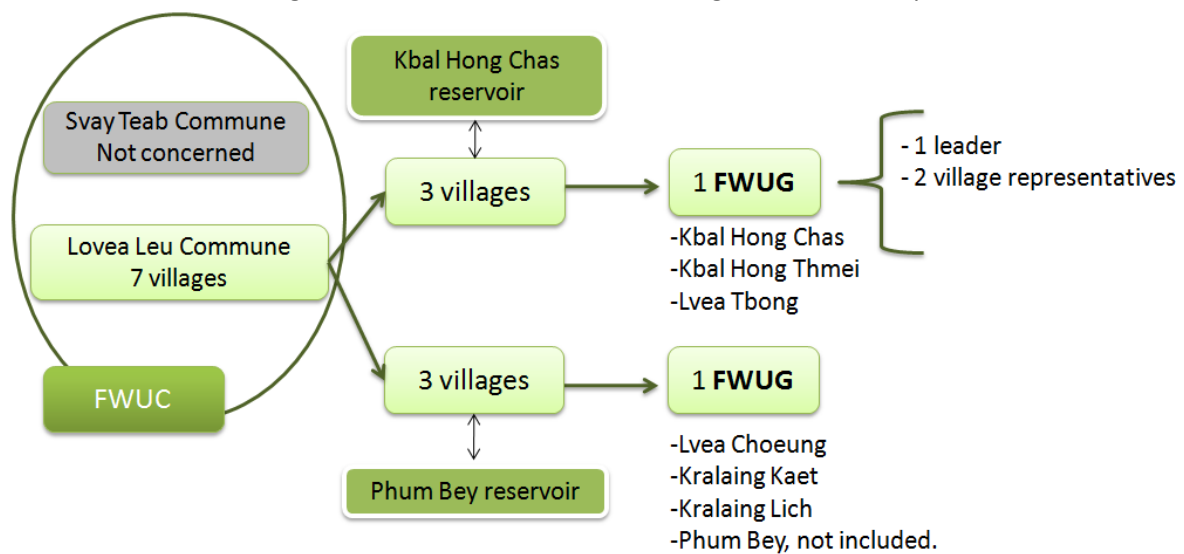 Kbal Hong Chas
reservoir
Svay Teab Commune
Not concerned
Lovea Leu Commune
7 villages
FWUC
3 villages
1 FWUG
- 1 leader
- 2 village representatives
-Kbal Hong Chas
-Kbal Hong Thmei
-Lvea Tbong
3 villages
1 FWUG
Phum Bey reservoir
-Lvea Choeung
-Kralaing Kaet
-Kralaing Lich
-Phum Bey, not included.